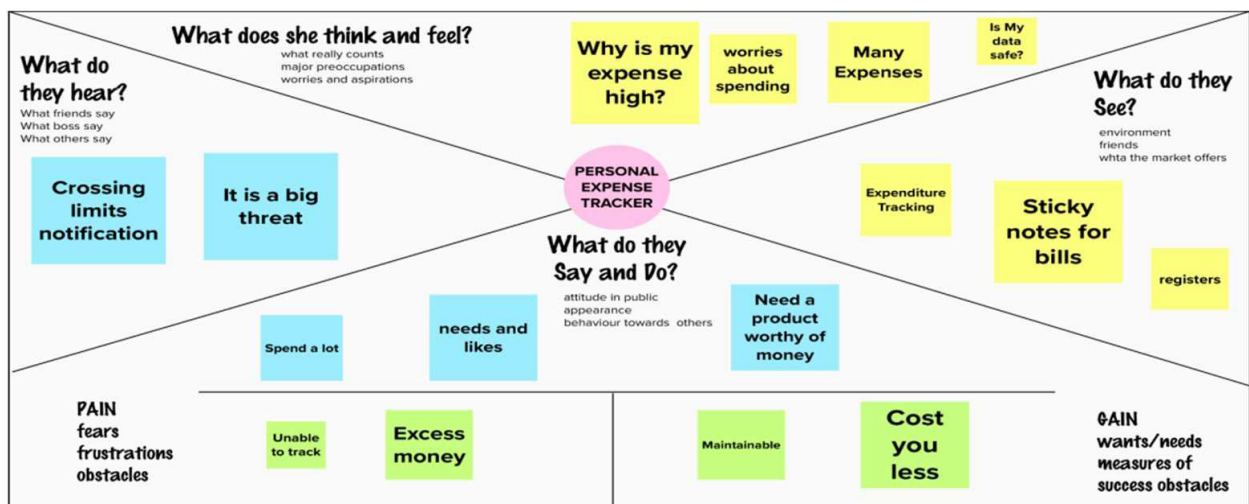 What does she think and feel?
what really counts
major preoccupations
worries and aspirations
Why is my
expense
high?
worries
about
spending
Many
Expenses
Is My
data
safe?
What do
they hear?
What friends say
What boss say
What others say
Crossing
limits
notification
It is a big
threat
PERSONAL
EXPENSE
TRACKER
What do they
See?
environment
friends
whta the market offers
Expenditure
Tracking
Sticky
notes for
bills
registers
What do they
Say and Do?
attitude in public
appearance
behaviour towards others
Spend a lot
needs and
likes
Need a
product
worthy of
money
PAIN
fears
frustrations
obstacles
Unable
to track
Excess
money
Maintainable
Cost
you
less
GAIN
wants/needs
measures of
success obstacles